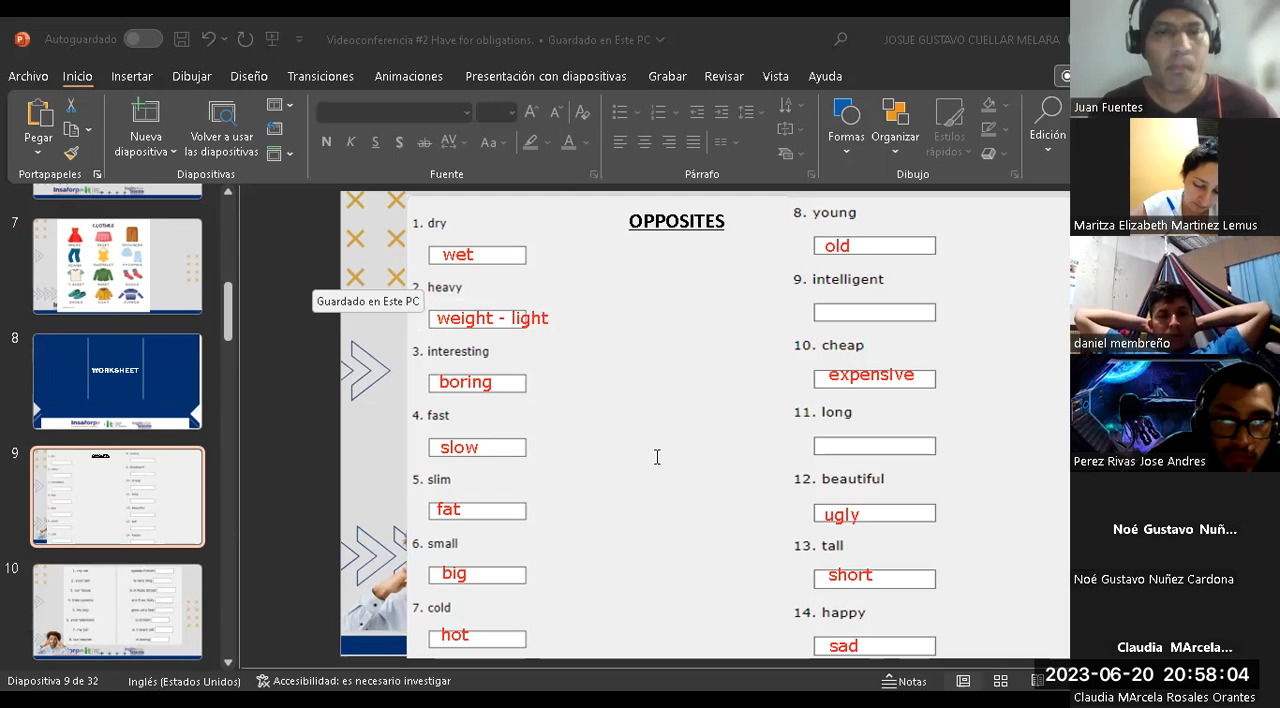 Autoguardado
Videoconferencia #2 Have for obligations. • Guardado en Este PC
JOSUE GUSTAVO CUELLAR MELARA
Archivo Inicio Insertar Dibujar Diseño Transiciones Animaciones Presentación con diapositivas Grabar Revisar Vista Ayuda
Pegar
Nueva diapositiva
Volver a usar las diapositivas
N K S S ab AV Aa A
Formas
Organizar
Estilos rápidos
Edición
Portapapeles
Diapositivas
Fuente
Párrafo
Dibujo
7
CLOTHES
8
WORKSHEET
Insaforp
9
10
Guardado en Este PC
OPPOSITES
1. dry
wet
2. heavy
weight - light
3. interesting
boring
4. fast
slow
5. slim
fat
6. small
big
7. cold
hot
8. young
old
9. intelligent
10. cheap
expensive
11. long
12. beautiful
ugly
13. tall
short
14. happy
sad
Juan Fuentes
Maritza Elizabeth Martinez Lemus
daniel membreño
Perez Rivas Jose Andres
Noé Gustavo Nuñ...
Noé Gustavo Nuñez Cardona
Claudia MArcela...
2023-06-20 20:58:04
Claudia MArcela Rosales Orantes
Diapositiva 9 de 32
Inglés (Estados Unidos)
Accesibilidad: es necesario investigar
Notas